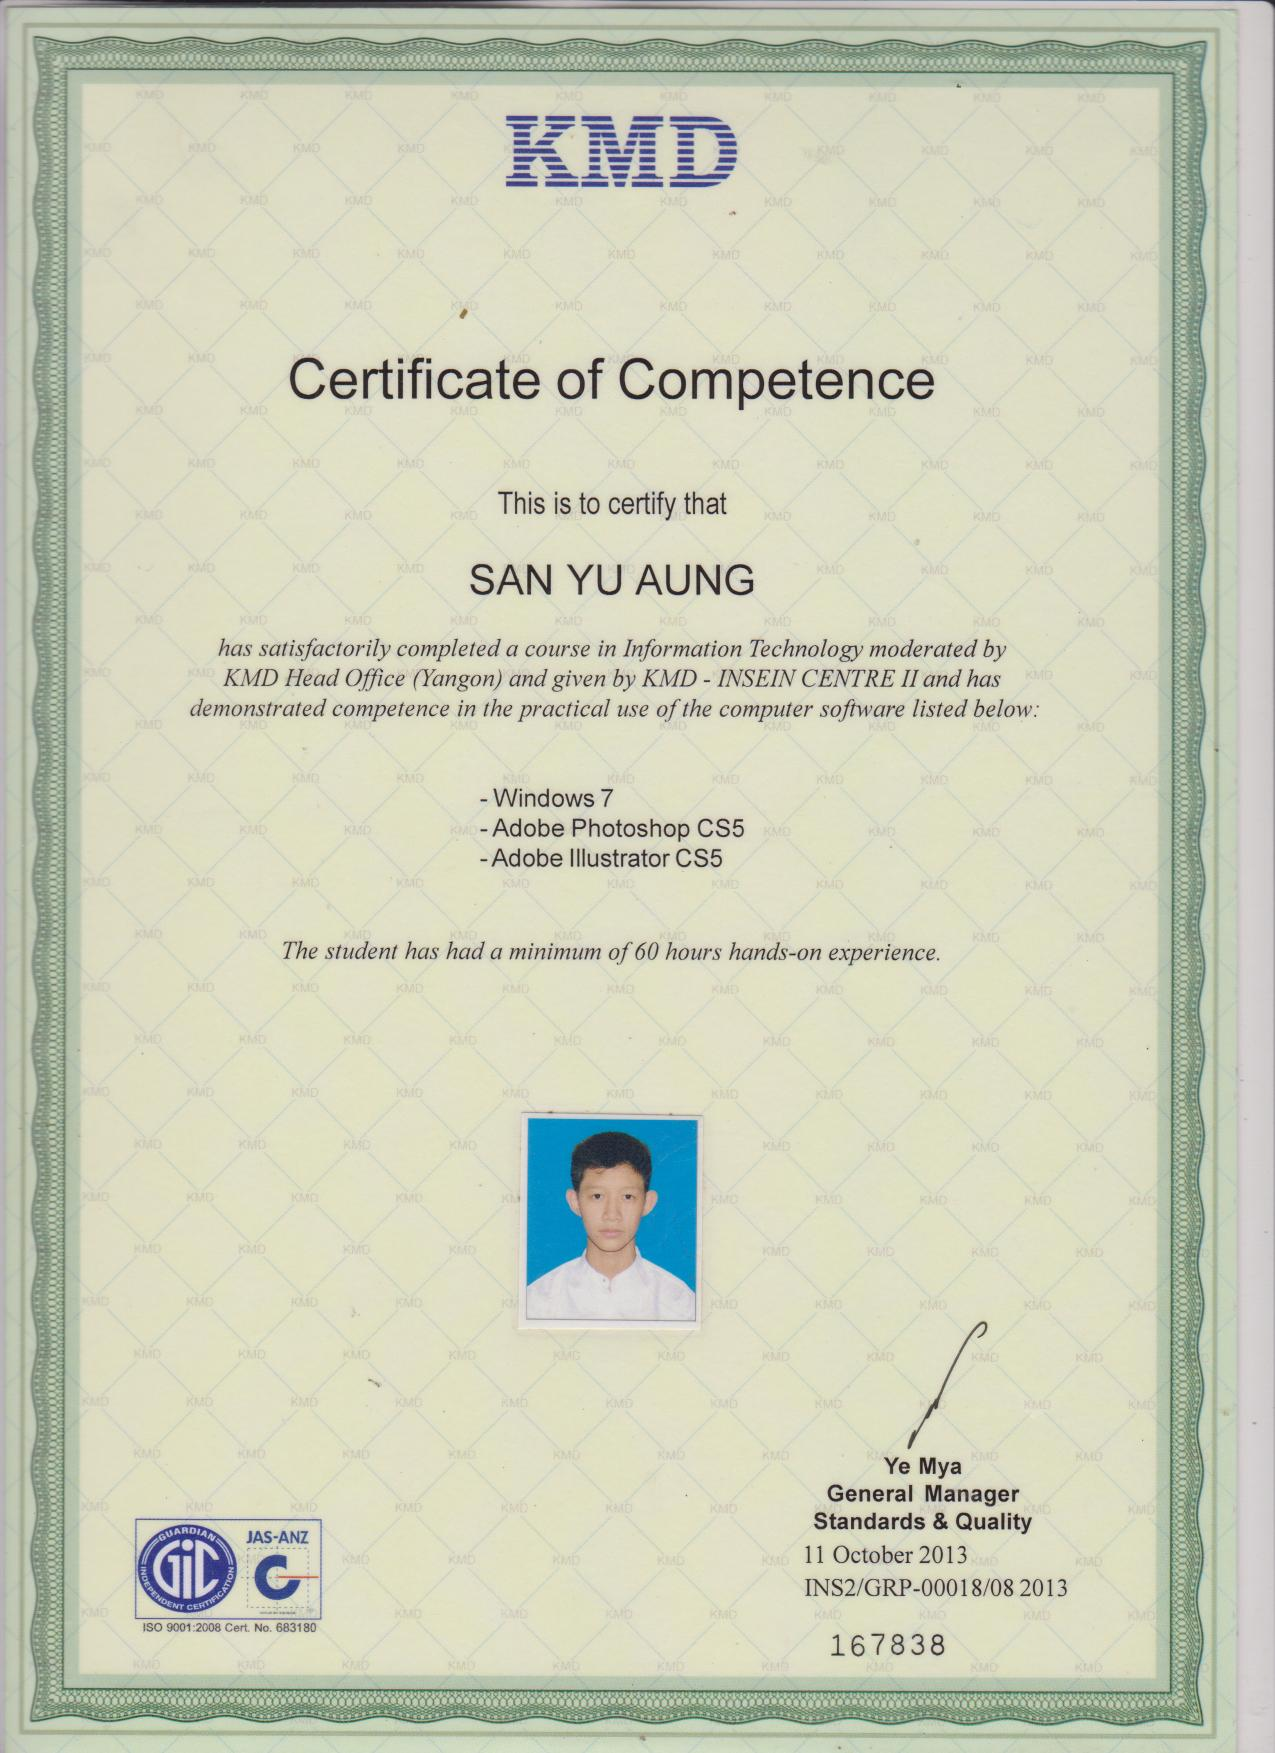 KMD
Certificate of Competence
This is to certify that
SAN YU AUNG
has satisfactorily completed a course in Information Technology moderated by
KMD Head Office (Yangon) and given by KMD - INSEIN CENTRE II and has
demonstrated competence in the practical use of the computer software listed below:
- Windows 7
- Adobe Photoshop CS5
- Adobe Illustrator CS5
The student has had a minimum of 60 hours hands-on experience.
Ye Mya
General Manager
Standards & Quality
11 October 2013
INS2/GRP-00018/08 2013
167838
GUARDIAN
GIC
INDEPENDENT CERTIFICATION
JAS-ANZ
ISO 9001:2008 Cert. No. 683180